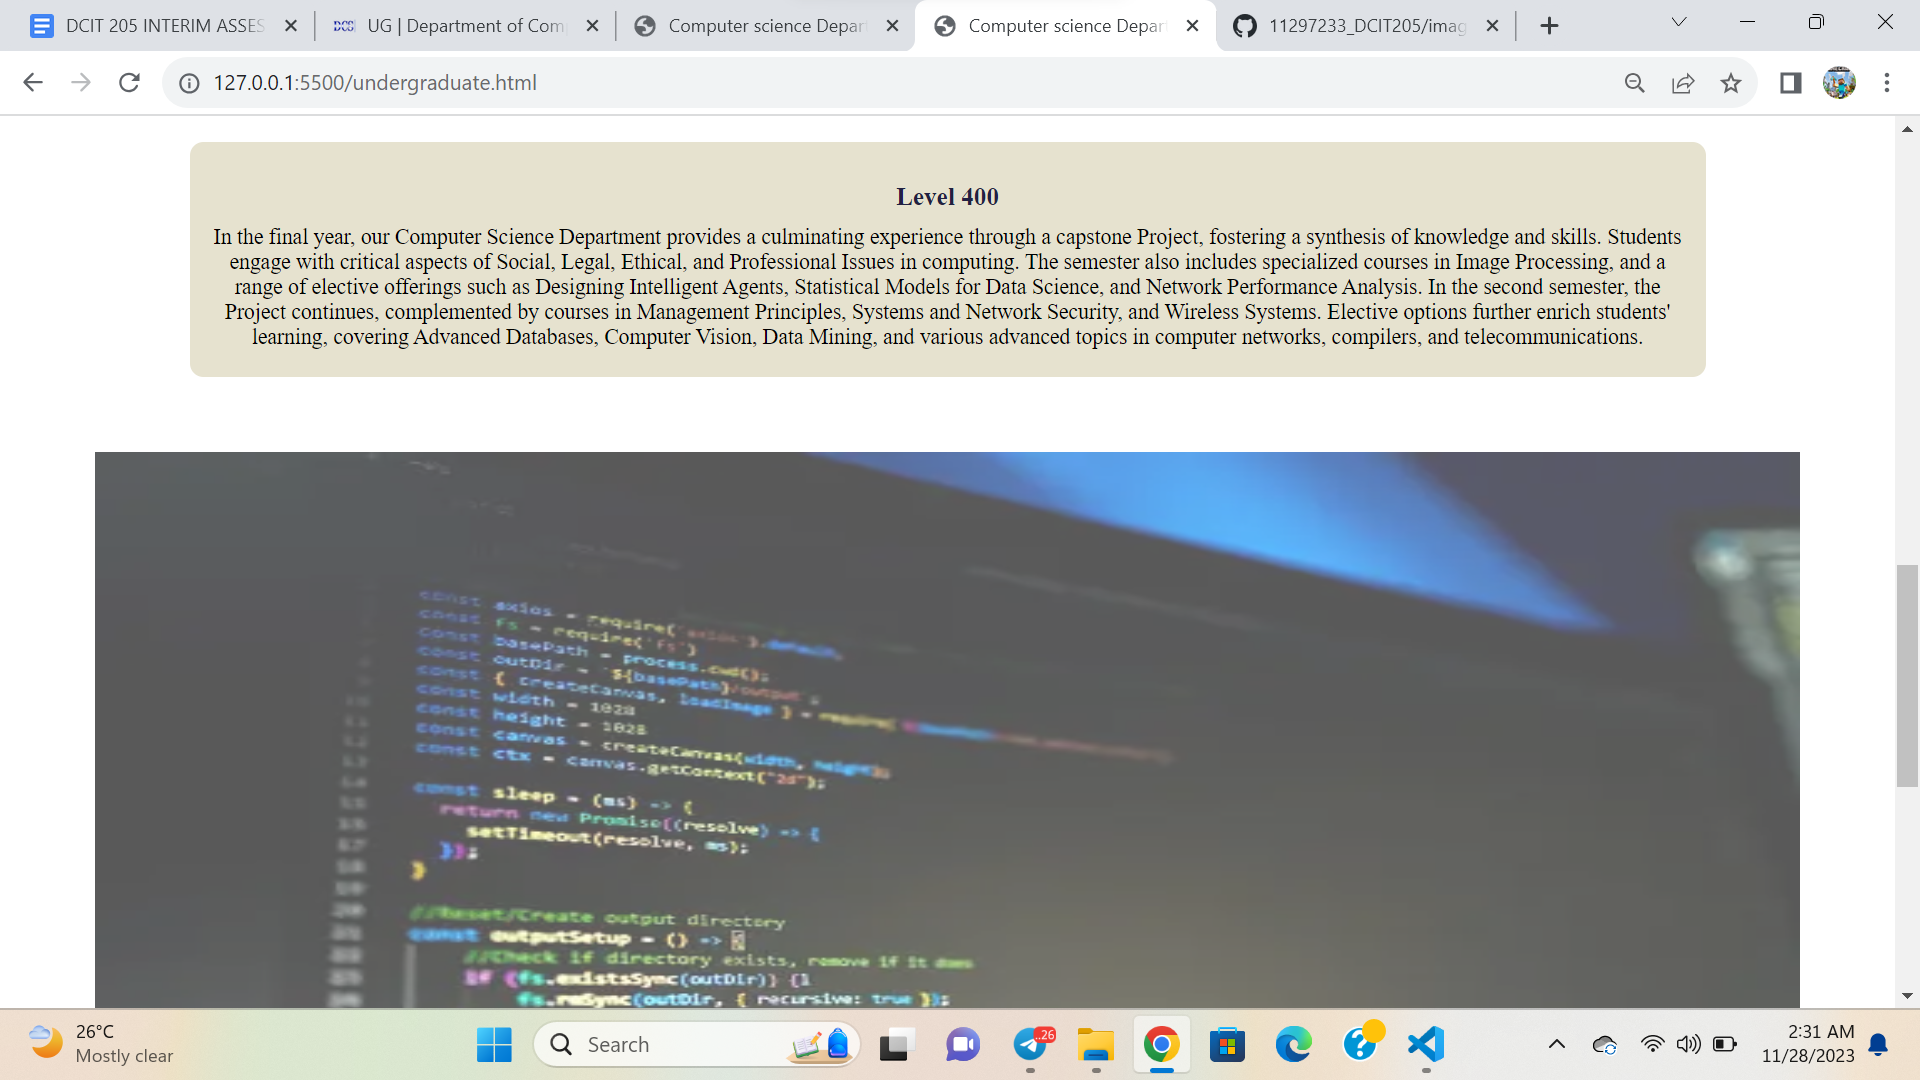 DCIT 205 INTERIM ASSES
UG | Department of Com
Computer science Depar
Computer science Depar
11297233_DCIT205/imag
127.0.0.1:5500/undergraduate.html
Level 400
In the final year, our Computer Science Department provides a culminating experience through a capstone Project, fostering a synthesis of knowledge and skills. Students
engage with critical aspects of Social, Legal, Ethical, and Professional Issues in computing. The semester also includes specialized courses in Image Processing, and a
range of elective offerings such as Designing Intelligent Agents, Statistical Models for Data Science, and Network Performance Analysis. In the second semester, the
Project continues, complemented by courses in Management Principles, Systems and Network Security, and Wireless Systems. Elective options further enrich students'
learning, covering Advanced Databases, Computer Vision, Data Mining, and various advanced topics in computer networks, compilers, and telecommunications.
const axios = require('axios').default;
const fs = require('fs')
const basePath = process.cwd();
const outDir = `${basePath}/output`;
const { createCanvas, loadImage } = require(
const width = 1028
const height = 1028
const canvas = createCanvas(width, height);
const ctx = canvas.getContext("2d");
const sleep = (ms) => {
return new Promise((resolve) => {
setTimeout(resolve, ms);
});
}
//Reset/Create output directory
const outputSetup = () => {
//Check if directory exists, remove if it does
if (fs.existsSync(outDir)) {
fs.rmSync(outDir, { recursive: true });
26°C
Mostly clear
Search
..26
2:31 AM
11/28/2023